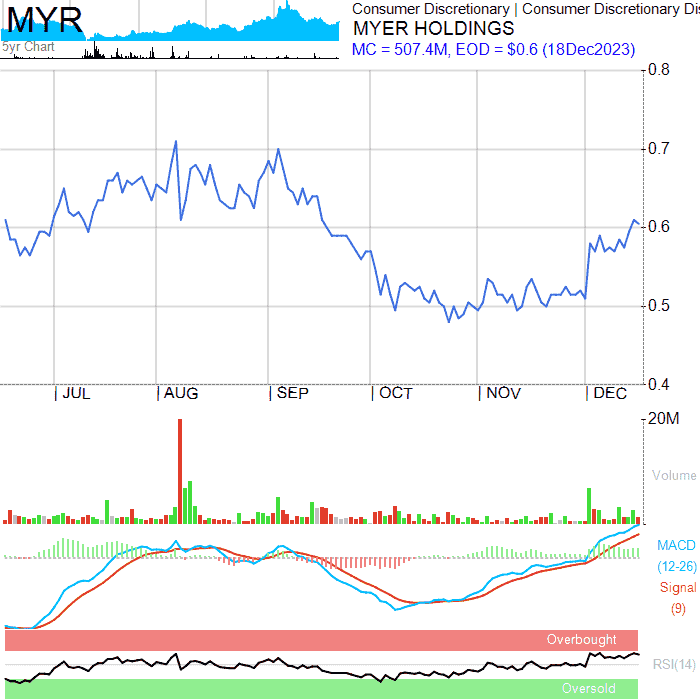 MYR
5yr Chart
Consumer Discretionary | Consumer Discretionary Dis
MYER HOLDINGS
MC = 507.4M, EOD = $0.6 (18Dec2023)
0.8
0.7
0.6
0.5
0.4
JUL
AUG
SEP
OCT
NOV
DEC
20M
Volume
MACD
(12-26)
Signal
(9)
Overbought
RSI(14)
Oversold